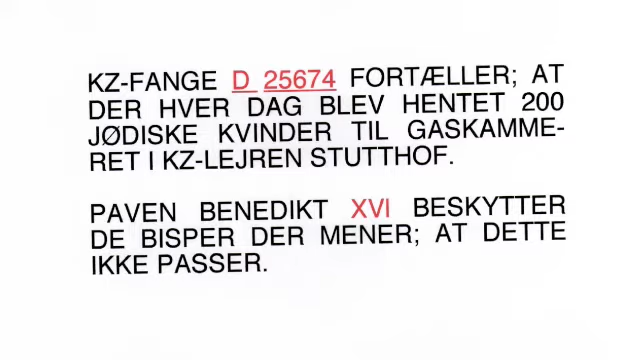 KZ-FANGE D 25674 FORTÆLLER; AT
DER HVER DAG BLEV HENTET 200
JØDISKE KVINDER TIL GASKAMME-
RET I KZ-LEJREN STUTTHOF.
PAVEN BENEDIKT XVI BESKYTTER
DE BISPER DER MENER; AT DETTE
IKKE PASSER.